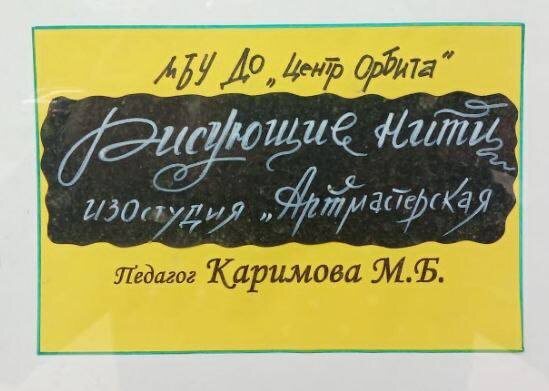 МБУ ДО „Центр Орбита"
Рисующие нити
изостудия „Артмастерская
Педагог Каримова М.Б.